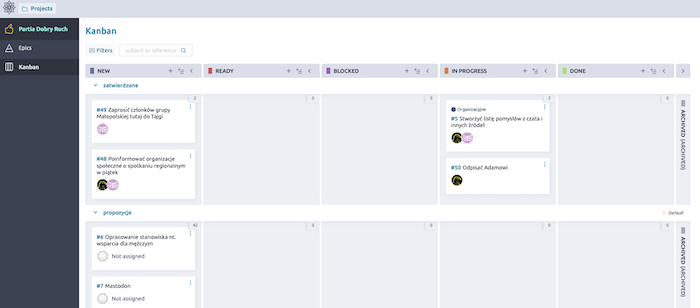 Projects
Partia Dobry Ruch
Epics
Kanban
Kanban
Filters
subject or reference
NEW
READY
BLOCKED
IN PROGRESS
DONE
zatwierdzone
2
0
0
2
0
#49 Zaprosić członków grupy
Małopolskiej tutaj do Tajgi
#48 Poinformować organizacje
społeczne o spotkaniu regionalnym
w piątek
Organizacyjne
#5 Stworzyć listę pomysłów z czata i
innych źródeł
#50 Odpisać Adamowi
ARCHIVED (ARCHIVED)
propozycje
Default
42
0
0
0
0
#6 Opracowanie stanowiska nt.
wsparcia dla mężczyzn
Not assigned
#7 Mastodon
Not assigned
ARCHIVED (ARCHIVED)